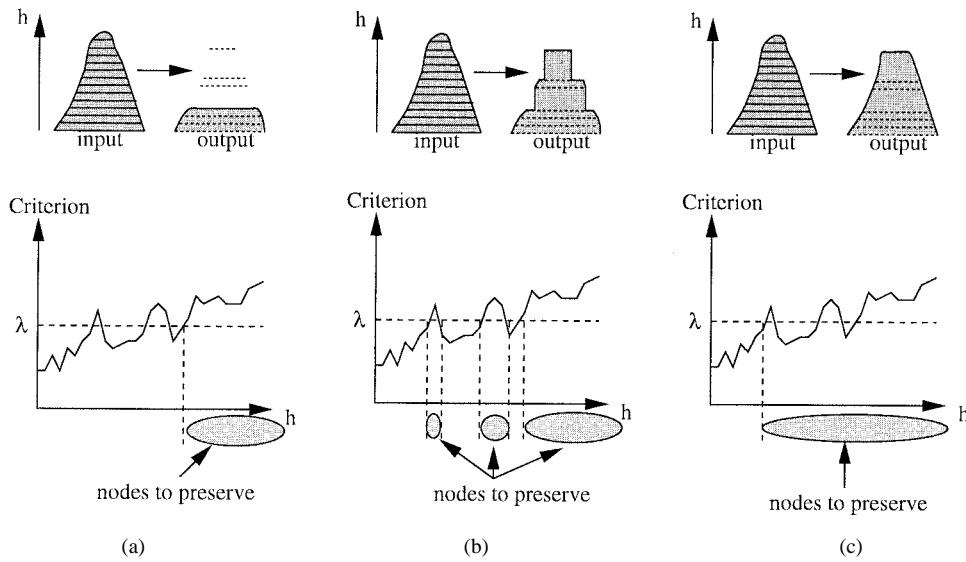 h
input
output
h
input
output
h
input
output
Criterion
λ
h
nodes to preserve
Criterion
λ
h
nodes to preserve
Criterion
λ
h
nodes to preserve
(a)
(b)
(c)